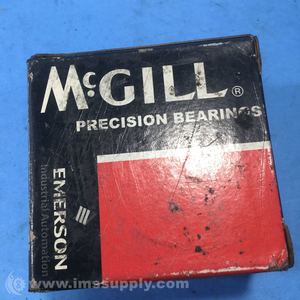 McGILL®
PRECISION BEARINGS
EMERSON
Industrial Automation
© www.imssupply.com